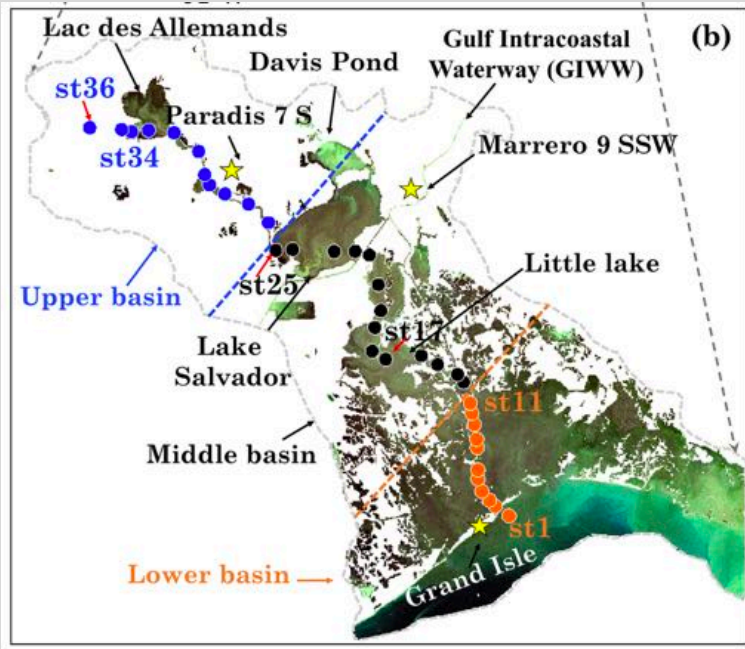 (b)
Lac des Allemands
Gulf Intracoastal
Waterway (GIWW)
Davis Pond
st36
Paradis 7 S
Marrero 9 SSW
st34
Little lake
st25
Upper basin
st17
Lake
Salvador
st11
Middle basin
st1
Lower basin
Grand Isle